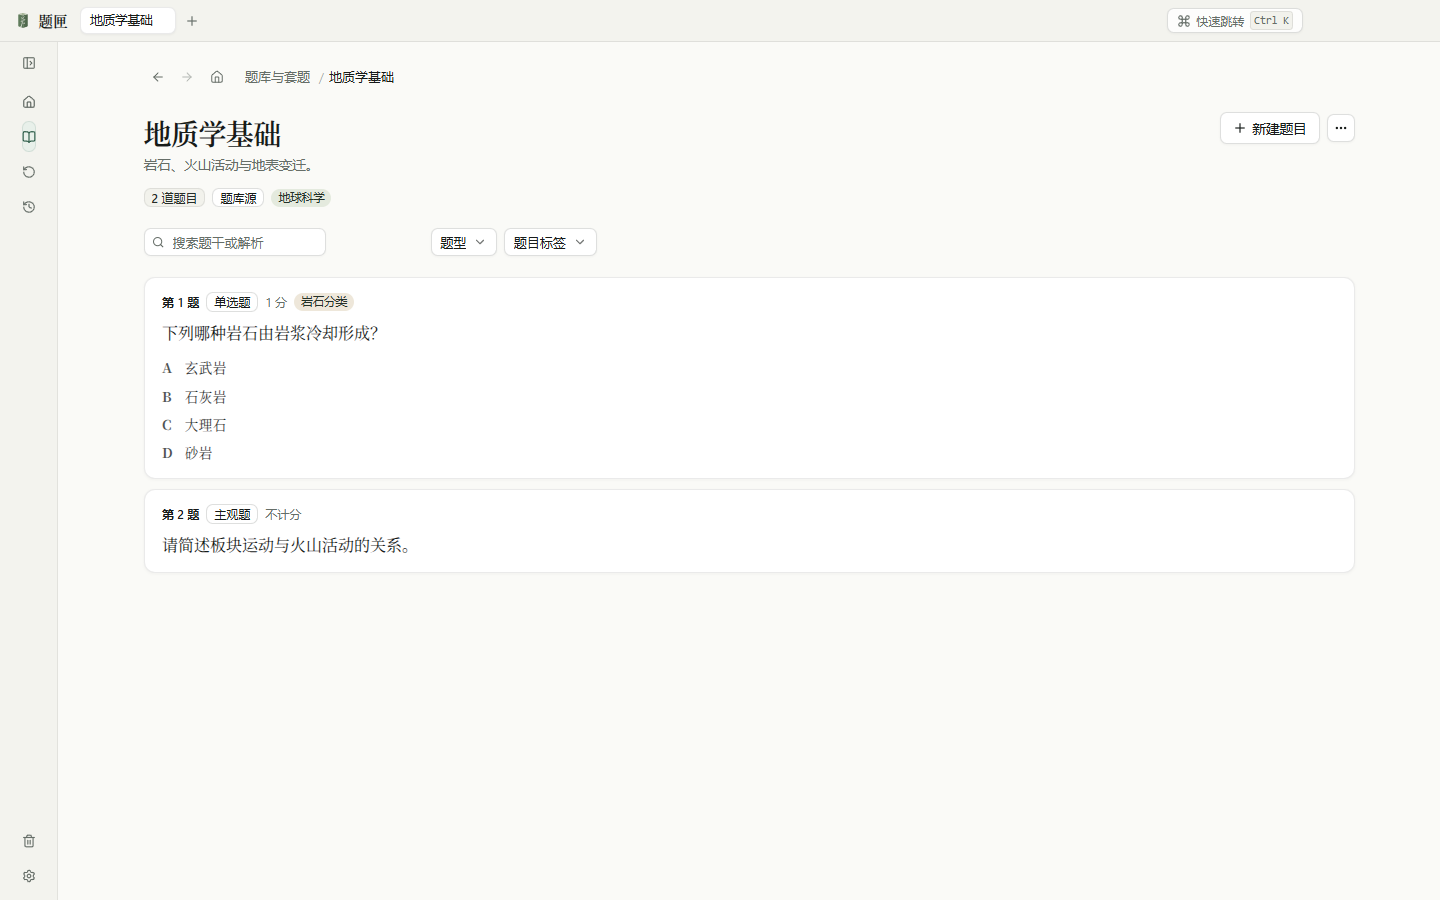 题匣
地质学基础
快速跳转 Ctrl K
题库与套题 / 地质学基础
地质学基础
新建题目
岩石、火山活动与地表变迁。
2 道题目 题库源 地球科学
搜索题干或解析 题型 题目标签
第 1 题 单选题 1 分 岩石分类
下列哪种岩石由岩浆冷却形成?
A 玄武岩
B 石灰岩
C 大理石
D 砂岩
第 2 题 主观题 不计分
请简述板块运动与火山活动的关系。